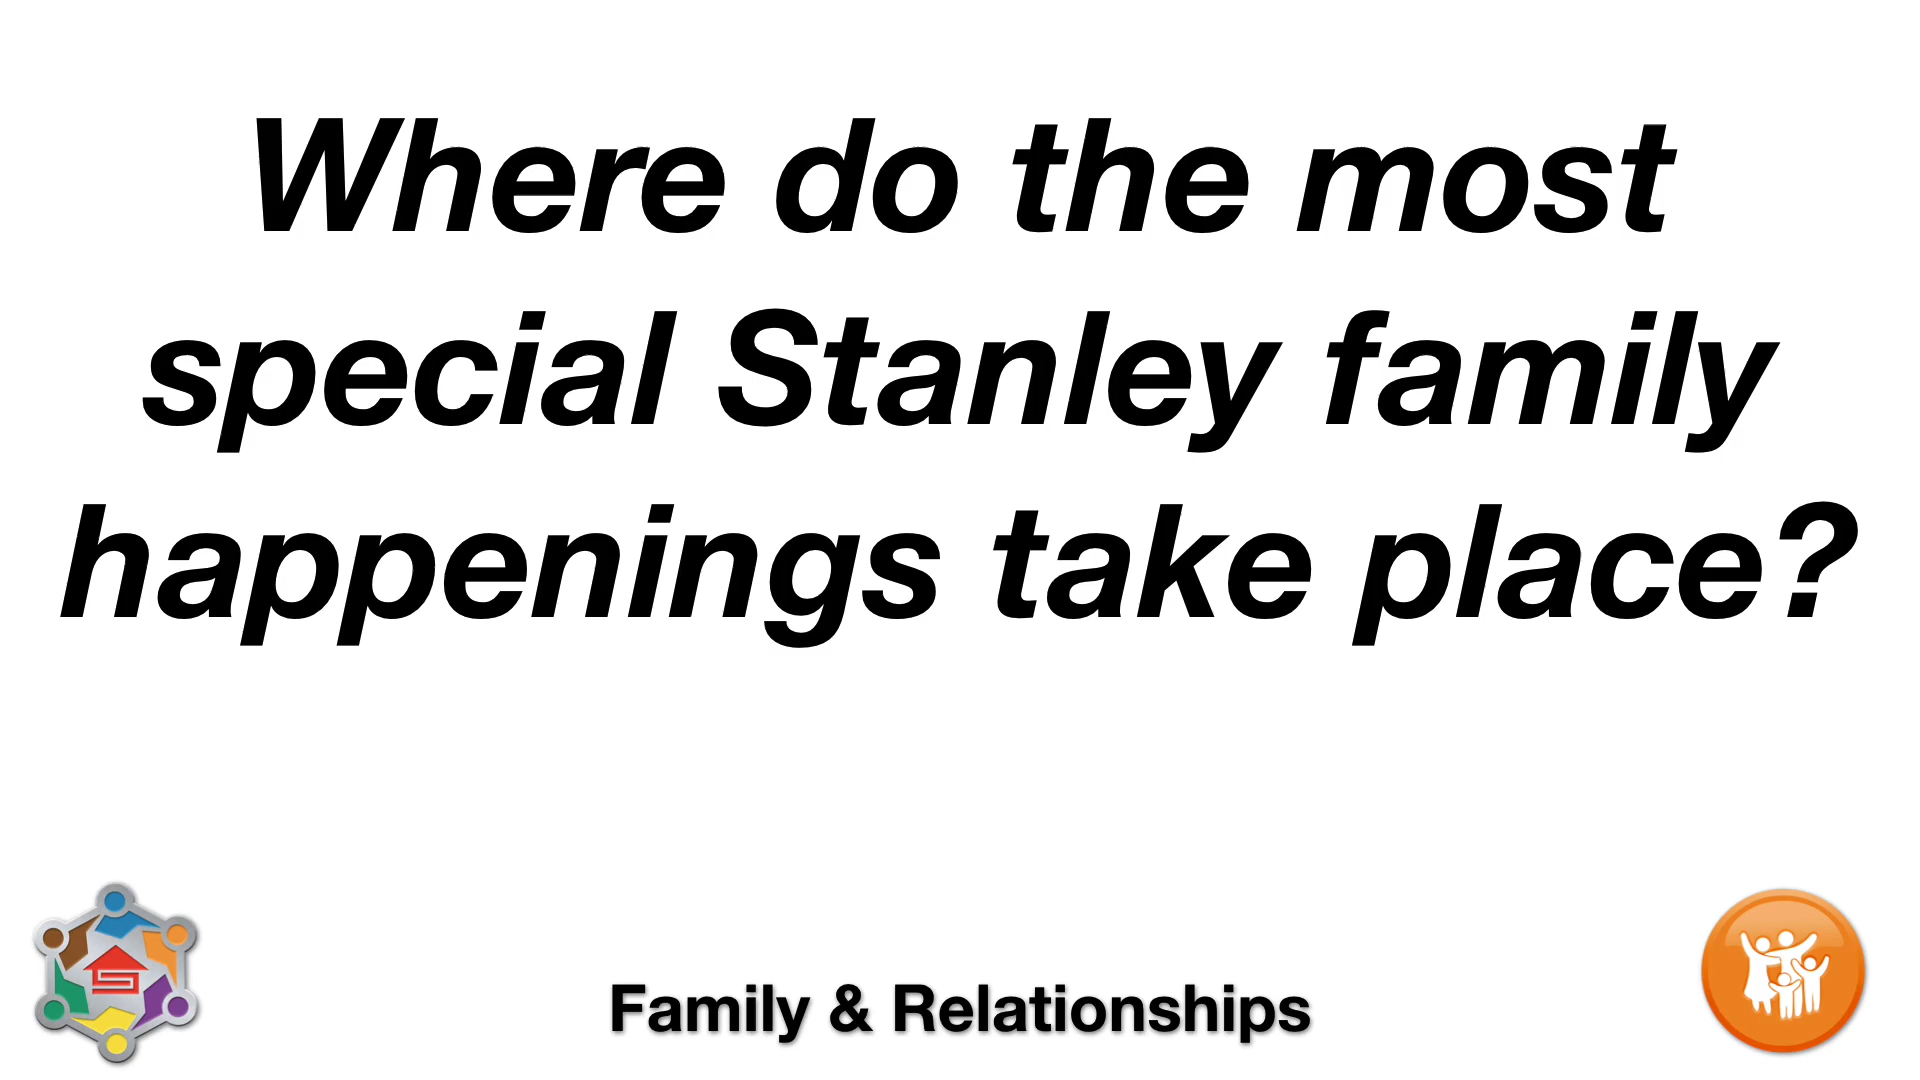 Where do the most
special Stanley family
happenings take place?
Family & Relationships